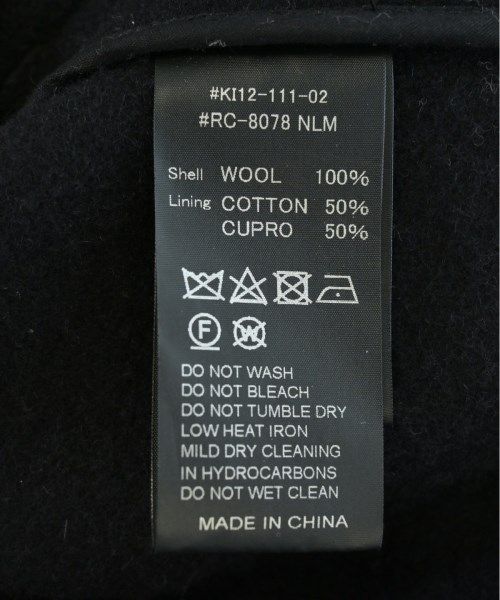 #KI12-111-02
#RC-8078 NLM
Shell WOOL 100%
Lining COTTON 50%
CUPRO 50%
F W
DO NOT WASH
DO NOT BLEACH
DO NOT TUMBLE DRY
LOW HEAT IRON
MILD DRY CLEANING
IN HYDROCARBONS
DO NOT WET CLEAN
MADE IN CHINA